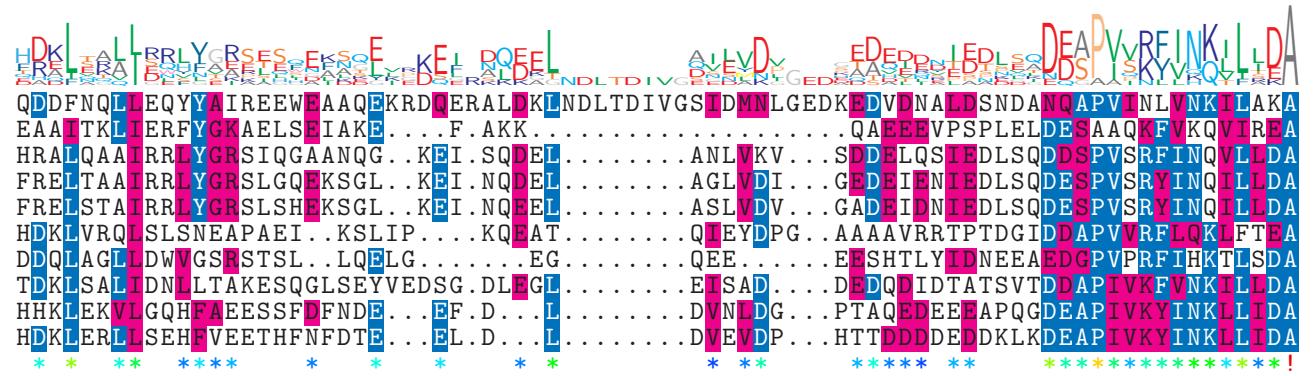 QDDFNQLLEQYYAIREEWEAAQEKRDQERALDKLNDLTDIVGSIDMNLGEDKEDVDNALDSNDANQAPVINLVNKILAKA
EAAITKLIERFYGKAELSEIAKE....F.AKK....................QAEEEVPSPLELDESAAQKFVKQVIREA
HRALQAAIRRLYGRSIQGAANQG..KEI.SQDEL........ANLVKV...SDDELQSIEDLSQDDSPVSRFINQVLLDA
FRELTAAIRRLYGRSLGQEKSGL..KEI.NQDEL........AGLVDI...GEDEIENIEDLSQDESPVSRYINQILLDA
FRELSTAIRRLYGRSLSHEKSGL..KEI.NQEEL........ASLVDV...GADEIDNIEDLSQDESPVSRYINQILLDA
HDKLVRQLSLSNEAPAEI..KSLIP....KQEAT........QIEYDPG..AAAAVRRTPTDGIDDAPVVRFLQKLFTEA
DDQLAGLLDWVGSRSTSL..LQELG.......EG........QEE......EESHTLYIDNEEAEDGPVPRFIHKTLSDA
TDKLSALIDNLLTAKESQGLSEYVEDSG.DLEGL........EISAD....DEDQDIDTATSVTDDAPIVKFVNKILLDA
HHKLEKVLGQHFAEESSFDFNDE...EF.D...L........DVNLDG...PTAQEDEEEAPQGDEAPIVKYINKILLDA
HDKLERLLSEHFVEETHFNFDTE...EL.D...L........DVEVDP...HTTDDDDEDDKLKDEAPIVKYINKLLIDA